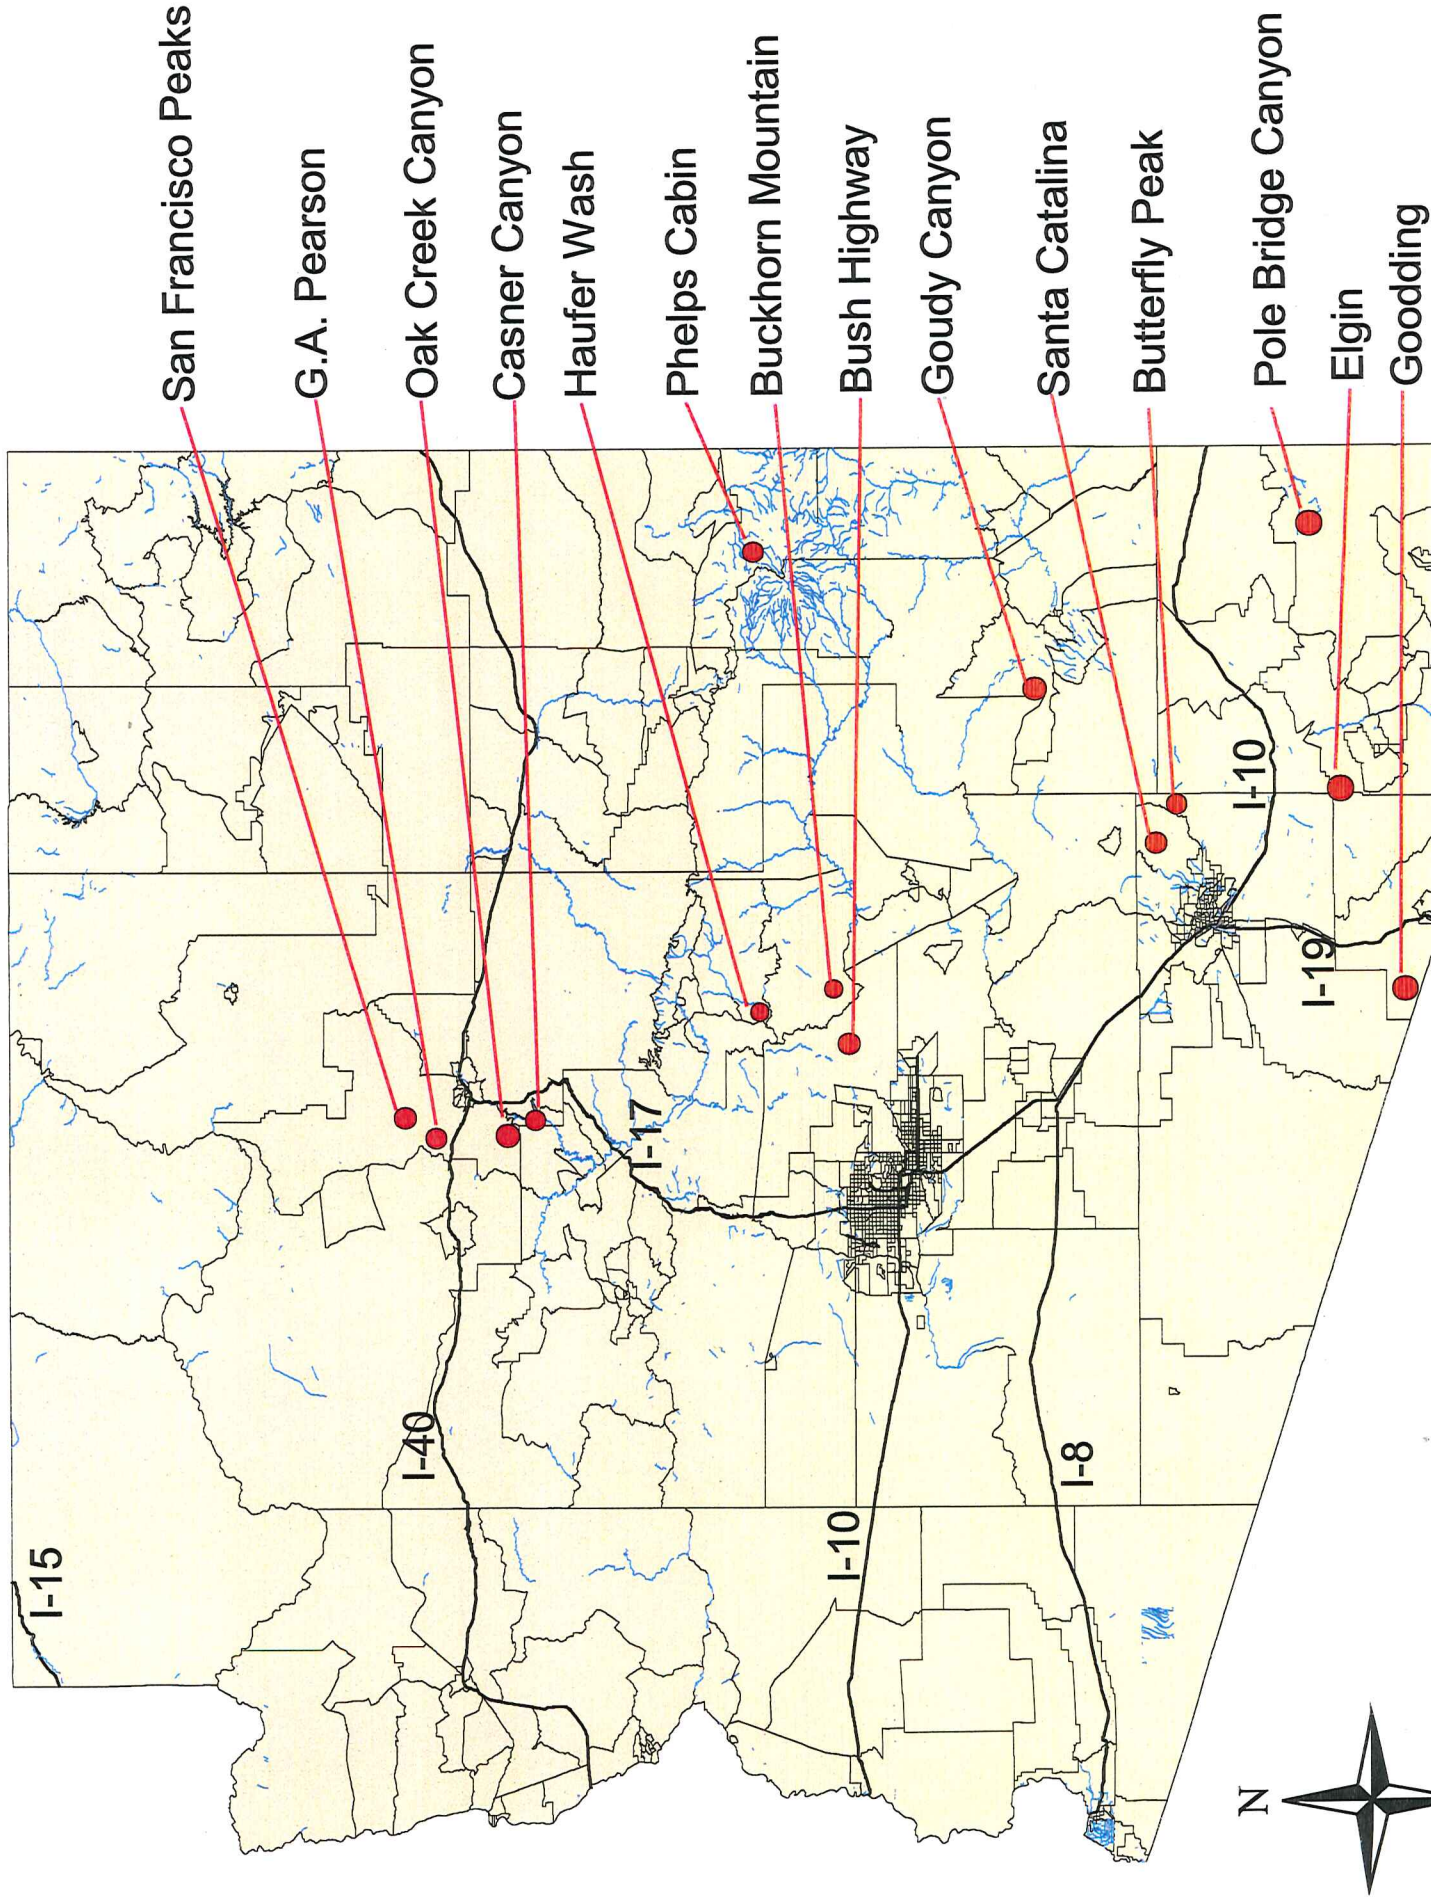 San Francisco Peaks
G.A. Pearson
Oak Creek Canyon
Casner Canyon
Haufer Wash
Phelps Cabin
Buckhorn Mountain
Bush Highway
Goudy Canyon
Santa Catalina
Butterfly Peak
Pole Bridge Canyon
Elgin
Goodding
I-15
I-40
I-17
I-10
I-8
I-10
I-19
N